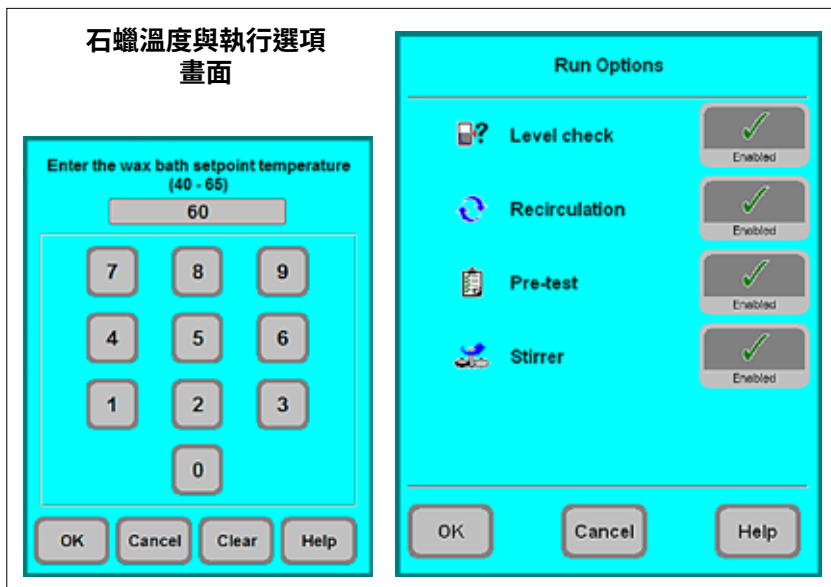 石蠟溫度與執行選項
畫面
Enter the wax bath setpoint temperature
(40 - 65)
60
7 8 9
4 5 6
1 2 3
0
OK Cancel Clear Help
Run Options
Level check
Enabled
Recirculation
Enabled
Pre-test
Enabled
Stirrer
Enabled
OK Cancel Help